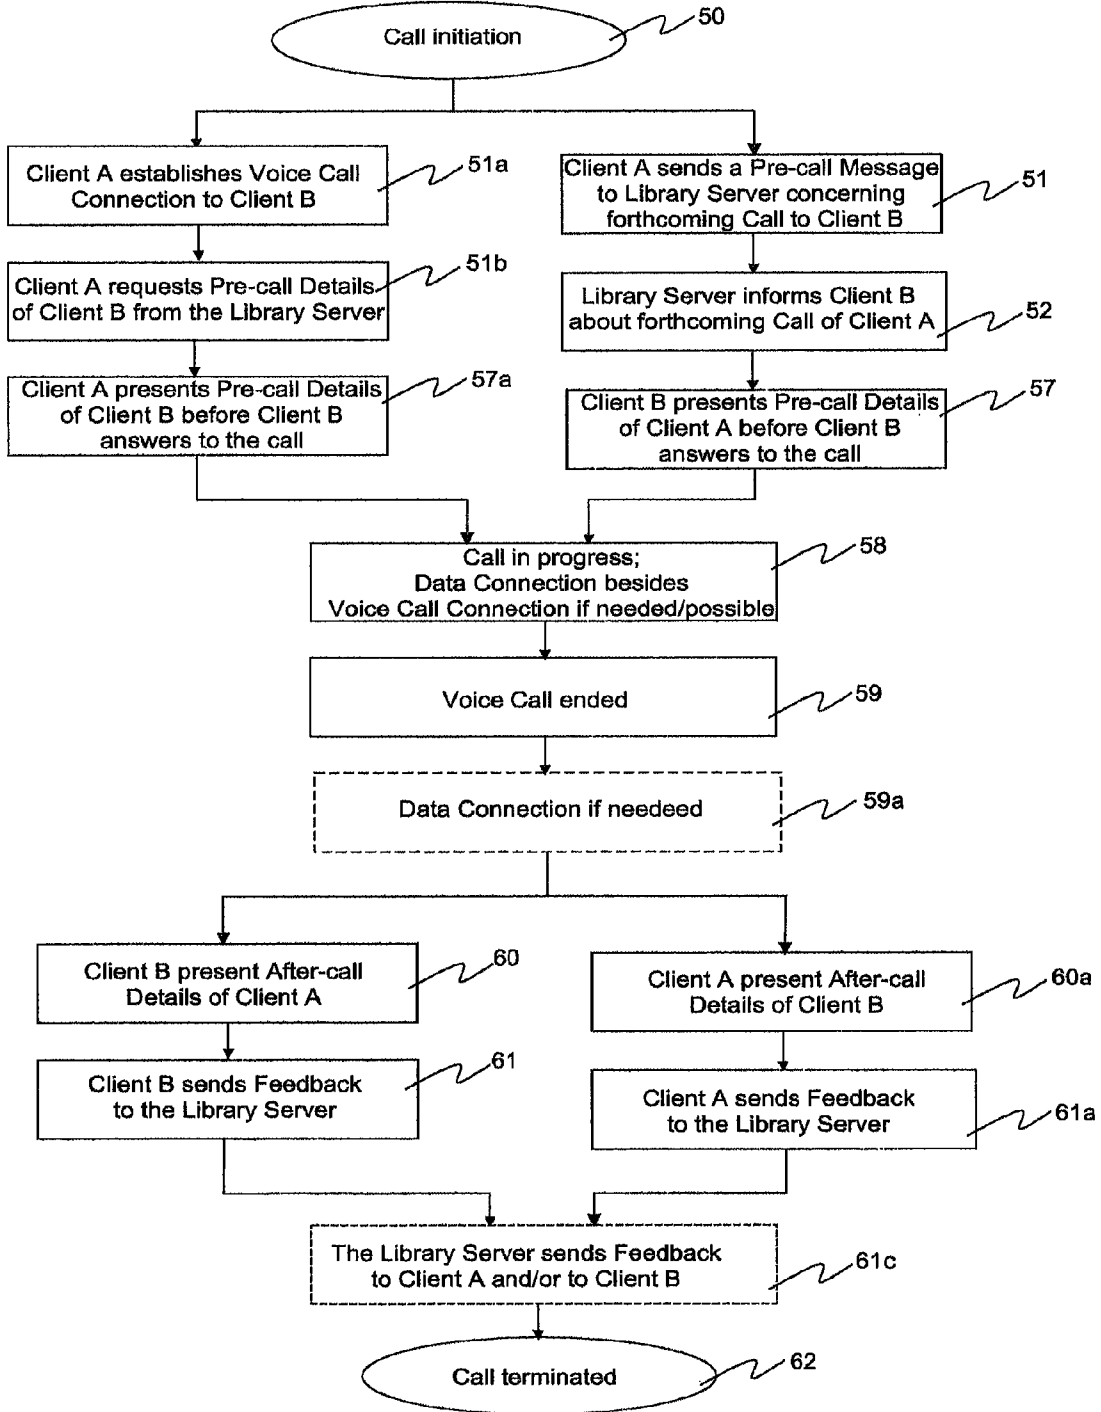 Call initiation
50
Client A establishes Voice Call
Connection to Client B
51a
Client A sends a Pre-call Message
to Library Server concerning
forthcoming Call to Client B
51
Client A requests Pre-call Details
of Client B from the Library Server
51b
Library Server informs Client B
about forthcoming Call of Client A
52
Client A presents Pre-call Details
of Client B before Client B
answers to the call
57a
Client B presents Pre-call Details
of Client A before Client B
answers to the call
57
Call in progress;
Data Connection besides
Voice Call Connection if needed/possible
58
Voice Call ended
59
Data Connection if needeed
59a
Client B present After-call
Details of Client A
60
Client A present After-call
Details of Client B
60a
Client B sends Feedback
to the Library Server
61
Client A sends Feedback
to the Library Server
61a
The Library Server sends Feedback
to Client A and/or to Client B
61c
Call terminated
62